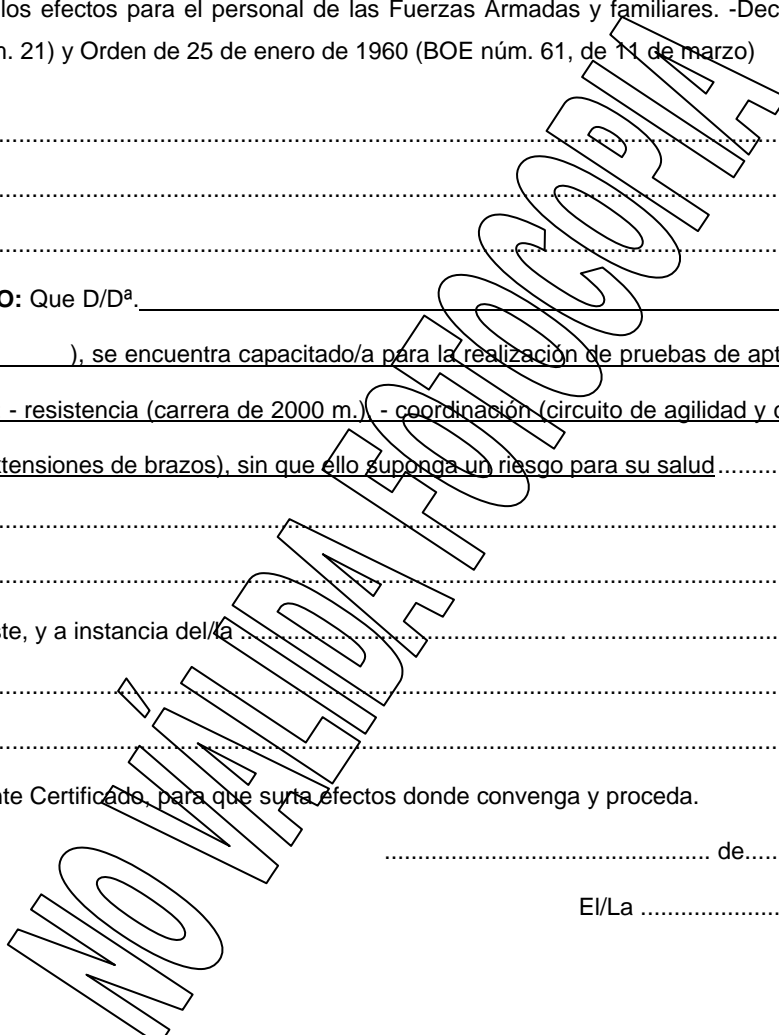 los efectos para el personal de las Fuerzas Armadas y familiares. -Dec
. 21) y Orden de 25 de enero de 1960 (BOE núm. 61, de 11 de marzo)
O: Que D/Dª.
), se encuentra capacitado/a para la realización de pruebas de apt
- resistencia (carrera de 2000 m.), - coordinación (circuito de agilidad y
xtensiones de brazos), sin que ello suponga un riesgo para su salud
ste, y a instancia del/la
nte Certificado, para que surta efectos donde convenga y proceda.
de
El/La
NO VÁLIDA FOTOCOPIA